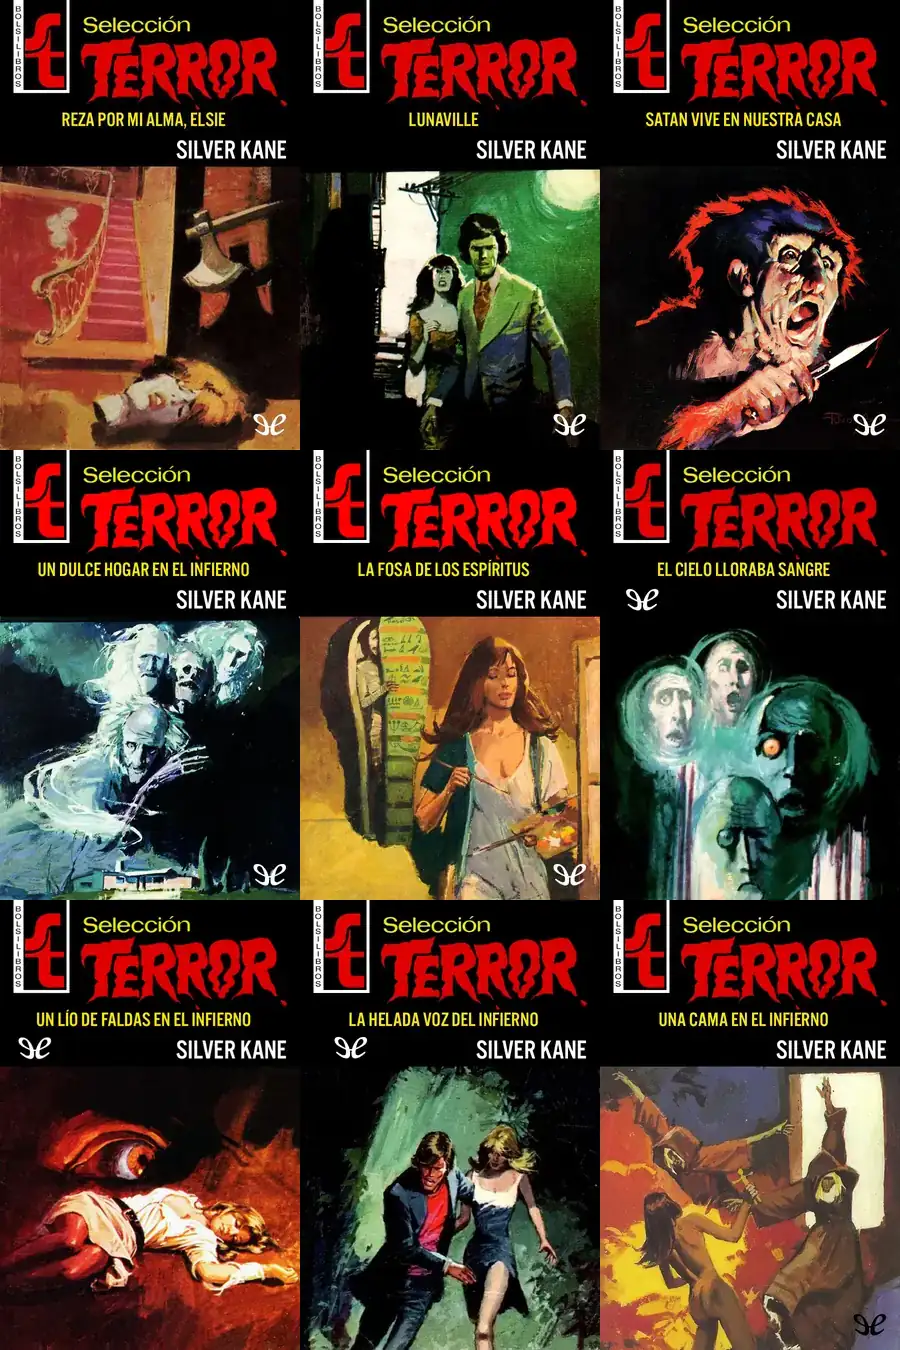 BOLSILIBROS
Selección
TERROR
REZA POR MI ALMA, ELSIE
SILVER KANE
BOLSILIBROS
Selección
TERROR
LUNAVILLE
SILVER KANE
BOLSILIBROS
Selección
TERROR
SATAN VIVE EN NUESTRA CASA
SILVER KANE
BOLSILIBROS
Selección
TERROR
UN DULCE HOGAR EN EL INFIERNO
SILVER KANE
BOLSILIBROS
Selección
TERROR
LA FOSA DE LOS ESPÍRITUS
SILVER KANE
BOLSILIBROS
Selección
TERROR
EL CIELO LLORABA SANGRE
SILVER KANE
BOLSILIBROS
Selección
TERROR
UN LÍO DE FALDAS EN EL INFIERNO
SILVER KANE
BOLSILIBROS
Selección
TERROR
LA HELADA VOZ DEL INFIERNO
SILVER KANE
BOLSILIBROS
Selección
TERROR
UNA CAMA EN EL INFIERNO
SILVER KANE